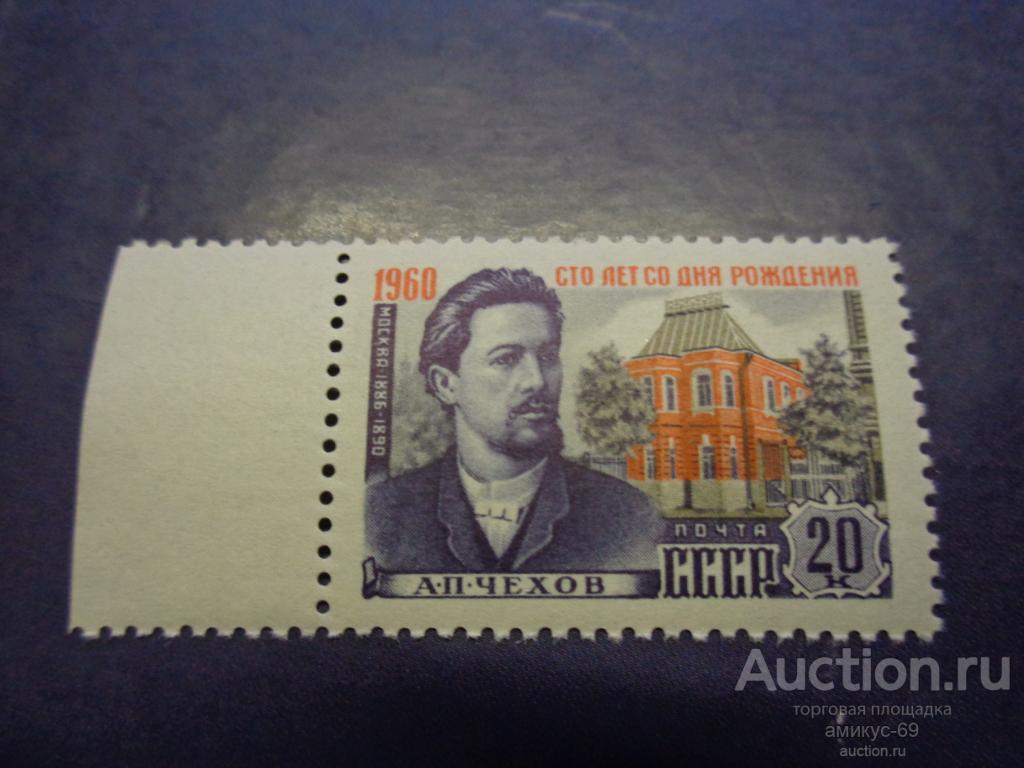 1960 СТО ЛЕТ СО ДНЯ РОЖДЕНИЯ
МОСКВА·1886·1890
А·П·ЧЕХОВ
ПОЧТА
СССР
20
К
Auction.ru
торговая площадка
амикус-69
auction.ru